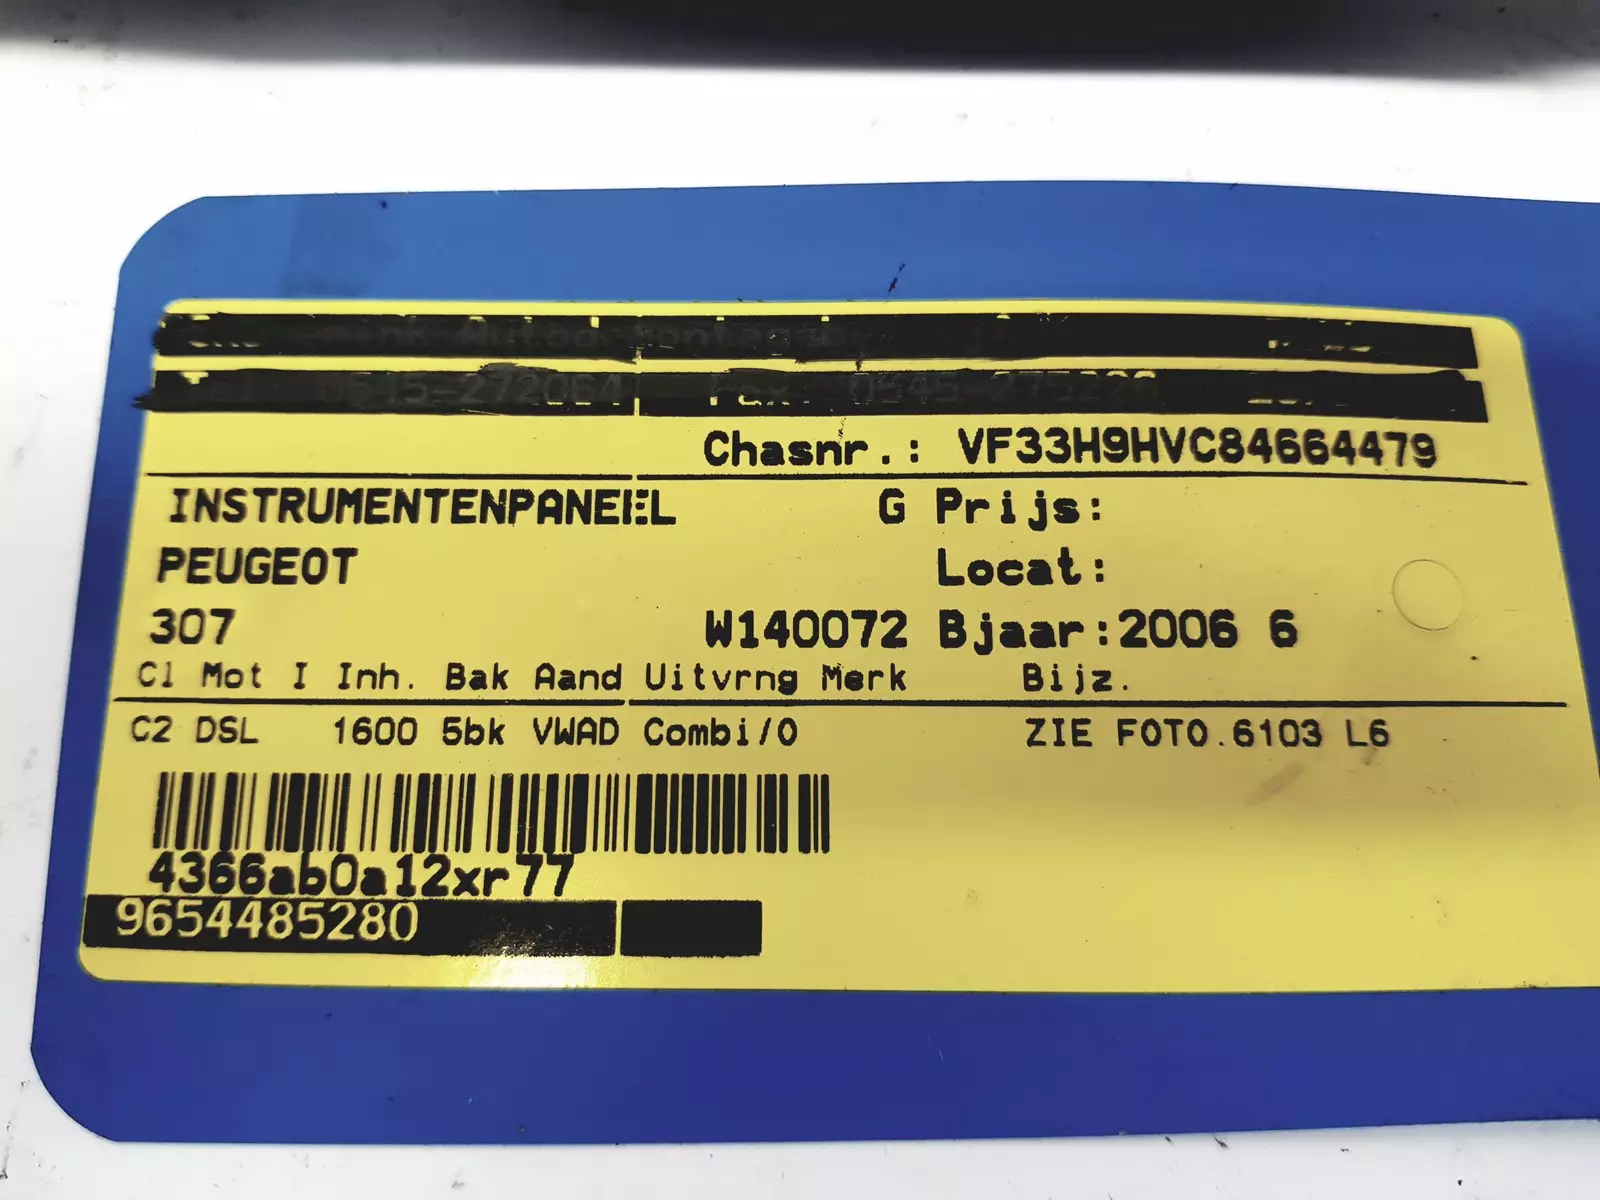 Chasnr.: VF33H9HVC84664479
INSTRUMENTENPANEEL G Prijs:
PEUGEOT Locat:
307 W140072 Bjaar:2006 6
Cl Mot I Inh. Bak Aand Uitvrng Merk Bijz.
C2 DSL 1600 5bk VWAD Combi/O ZIE FOTO.6103 L6
4366ab0a12xr77
9654485280